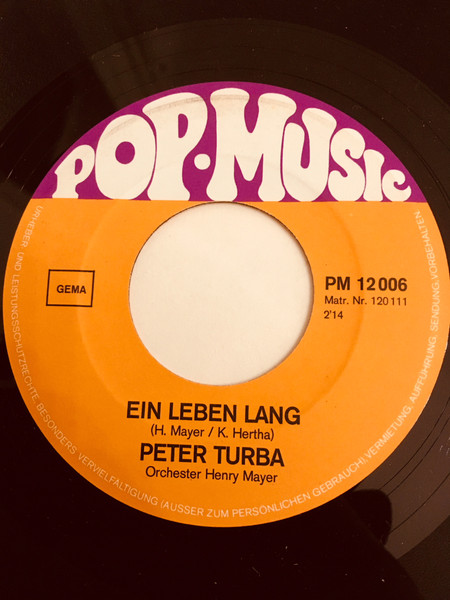 POP•MUSIC
GEMA
PM 12 006
Matr. Nr. 120 111
2'14
EIN LEBEN LANG
(H. Mayer / K. Hertha)
PETER TURBA
Orchester Henry Mayer
URHEBER UND LEISTUNGSSCHUTZRECHTE BESONDERS VERVIELFÄLTIGUNG (AUSSER ZUM PERSÖNLICHEN GEBRAUCH), VERMIETUNG, AUFFÜHRUNG, SENDUNG VORBEHALTEN